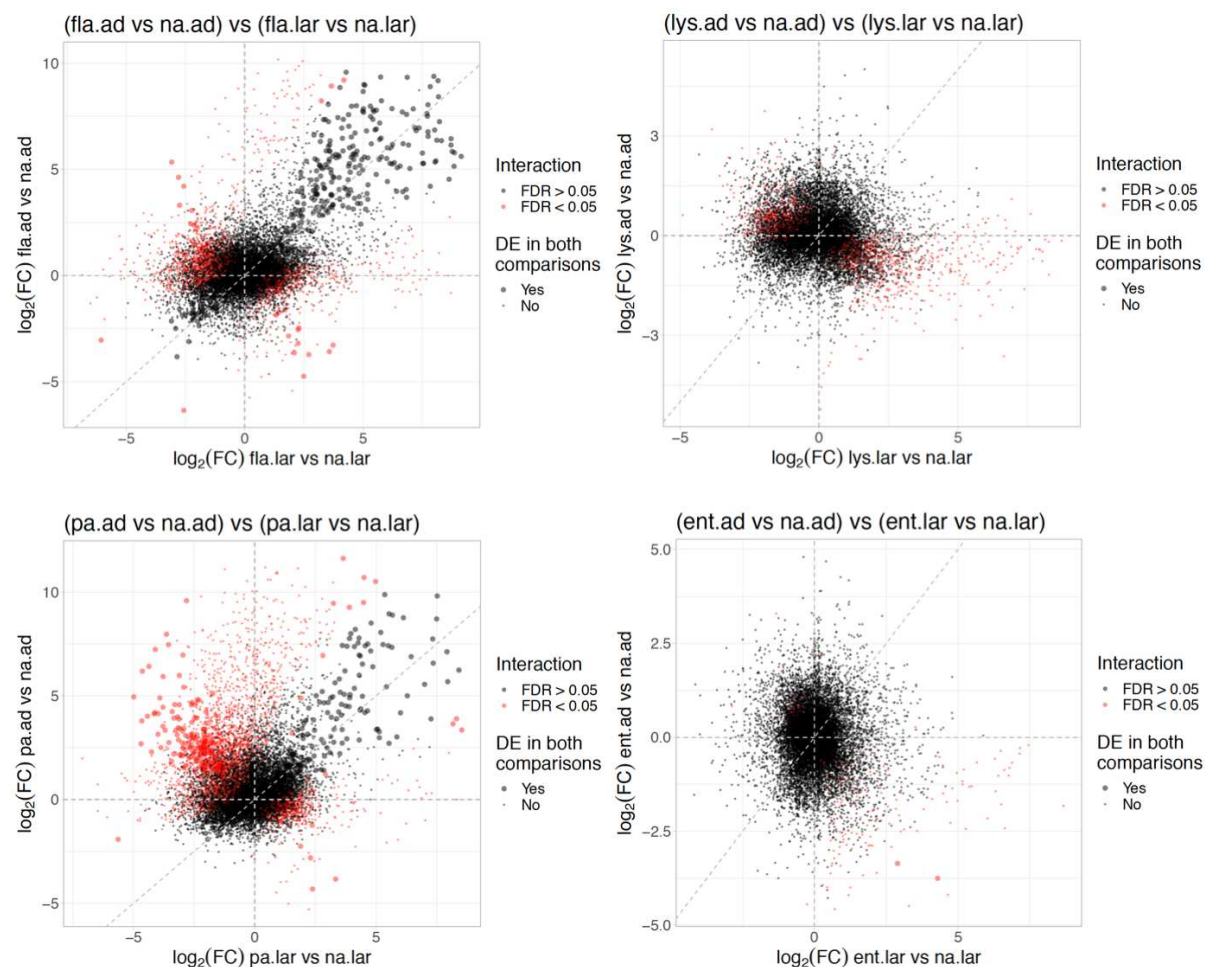 (fla.ad vs na.ad) vs (fla.lar vs na.lar)
log₂(FC) fla.ad vs na.ad
10
5
0
−5
−5
0
5
log₂(FC) fla.lar vs na.lar
Interaction
FDR > 0.05
FDR < 0.05
DE in both
comparisons
Yes
No
(lys.ad vs na.ad) vs (lys.lar vs na.lar)
log₂(FC) lys.ad vs na.ad
3
0
−3
−5
0
5
log₂(FC) lys.lar vs na.lar
Interaction
FDR > 0.05
FDR < 0.05
DE in both
comparisons
Yes
No
(pa.ad vs na.ad) vs (pa.lar vs na.lar)
log₂(FC) pa.ad vs na.ad
10
5
0
−5
−5
0
5
log₂(FC) pa.lar vs na.lar
Interaction
FDR > 0.05
FDR < 0.05
DE in both
comparisons
Yes
No
(ent.ad vs na.ad) vs (ent.lar vs na.lar)
log₂(FC) ent.ad vs na.ad
5.0
2.5
0.0
−2.5
−5.0
0
5
log₂(FC) ent.lar vs na.lar
Interaction
FDR > 0.05
FDR < 0.05
DE in both
comparisons
Yes
No